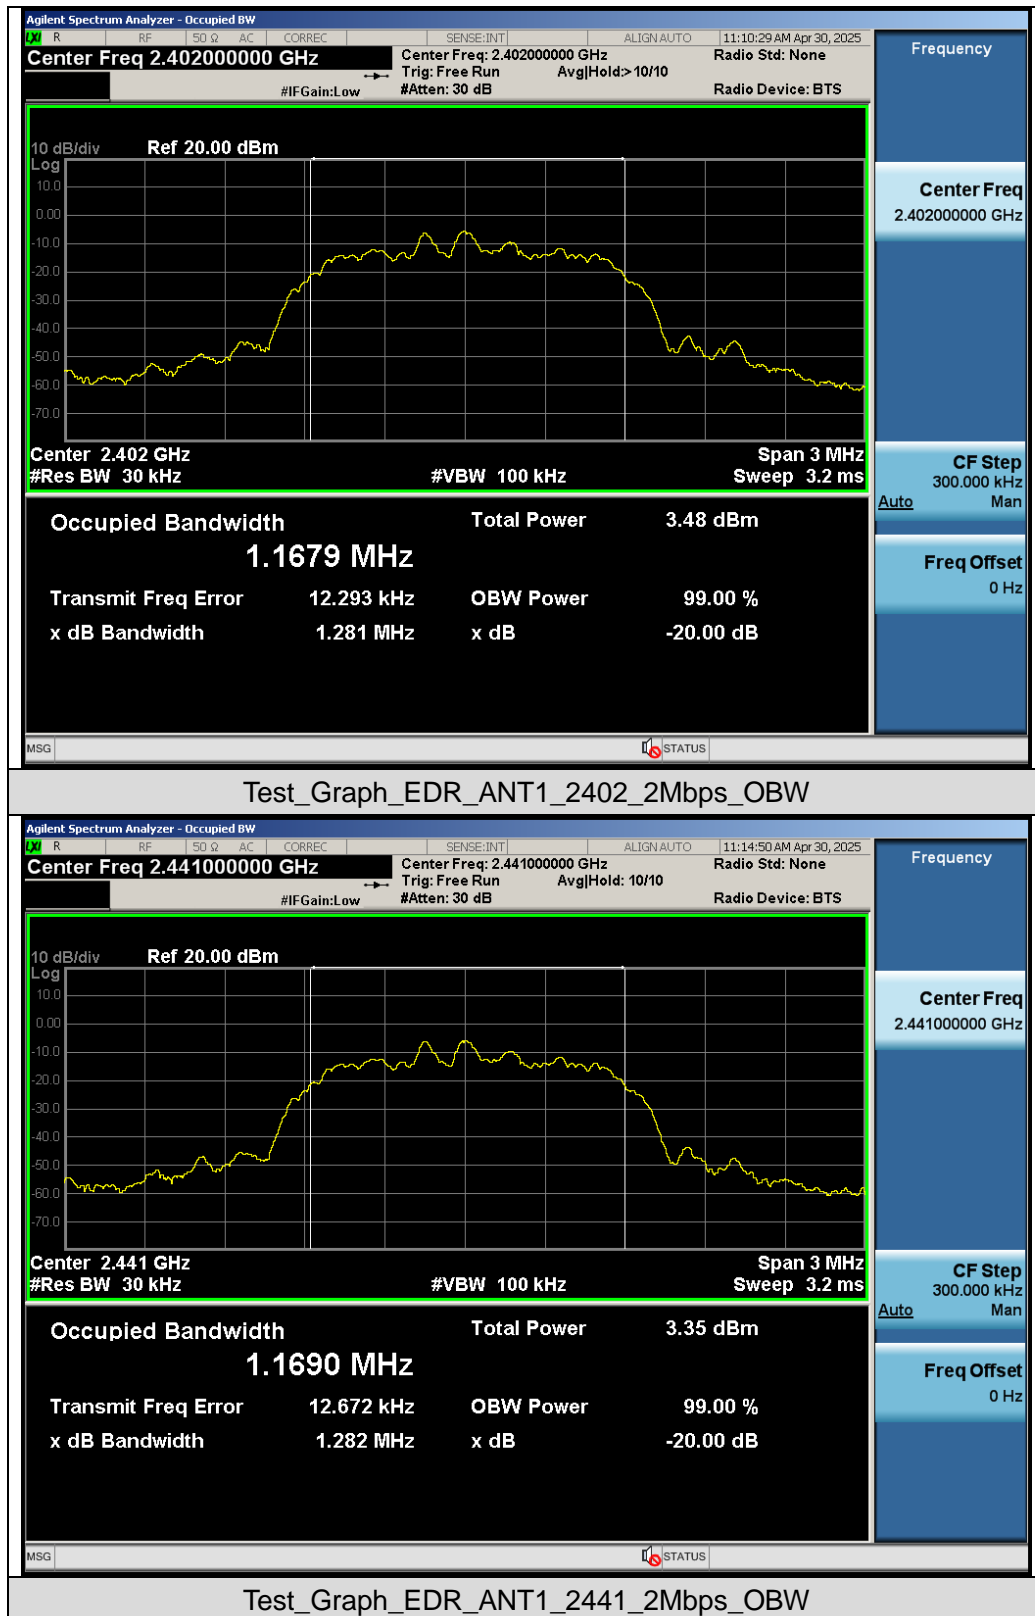 Agilent Spectrum Analyzer - Occupied BW
LXI R RF 50 Ω AC CORREC SENSE:INT ALIGN AUTO 11:10:29 AM Apr 30, 2025
Center Freq 2.402000000 GHz Center Freq: 2.402000000 GHz Radio Std: None
Trig: Free Run Avg|Hold:> 10/10
#IFGain:Low #Atten: 30 dB Radio Device: BTS
10 dB/div Ref 20.00 dBm
Log
10.0
0.00
-10.0
-20.0
-30.0
-40.0
-50.0
-60.0
-70.0
Center 2.402 GHz Span 3 MHz
#Res BW 30 kHz #VBW 100 kHz Sweep 3.2 ms
Occupied Bandwidth Total Power 3.48 dBm
1.1679 MHz
Transmit Freq Error 12.293 kHz OBW Power 99.00 %
x dB Bandwidth 1.281 MHz x dB -20.00 dB
MSG STATUS
Frequency
Center Freq
2.402000000 GHz
CF Step
300.000 kHz
Auto Man
Freq Offset
0 Hz
Test_Graph_EDR_ANT1_2402_2Mbps_OBW
Agilent Spectrum Analyzer - Occupied BW
LXI R RF 50 Ω AC CORREC SENSE:INT ALIGN AUTO 11:14:50 AM Apr 30, 2025
Center Freq 2.441000000 GHz Center Freq: 2.441000000 GHz Radio Std: None
Trig: Free Run Avg|Hold: 10/10
#IFGain:Low #Atten: 30 dB Radio Device: BTS
10 dB/div Ref 20.00 dBm
Log
10.0
0.00
-10.0
-20.0
-30.0
-40.0
-50.0
-60.0
-70.0
Center 2.441 GHz Span 3 MHz
#Res BW 30 kHz #VBW 100 kHz Sweep 3.2 ms
Occupied Bandwidth Total Power 3.35 dBm
1.1690 MHz
Transmit Freq Error 12.672 kHz OBW Power 99.00 %
x dB Bandwidth 1.282 MHz x dB -20.00 dB
MSG STATUS
Frequency
Center Freq
2.441000000 GHz
CF Step
300.000 kHz
Auto Man
Freq Offset
0 Hz
Test_Graph_EDR_ANT1_2441_2Mbps_OBW